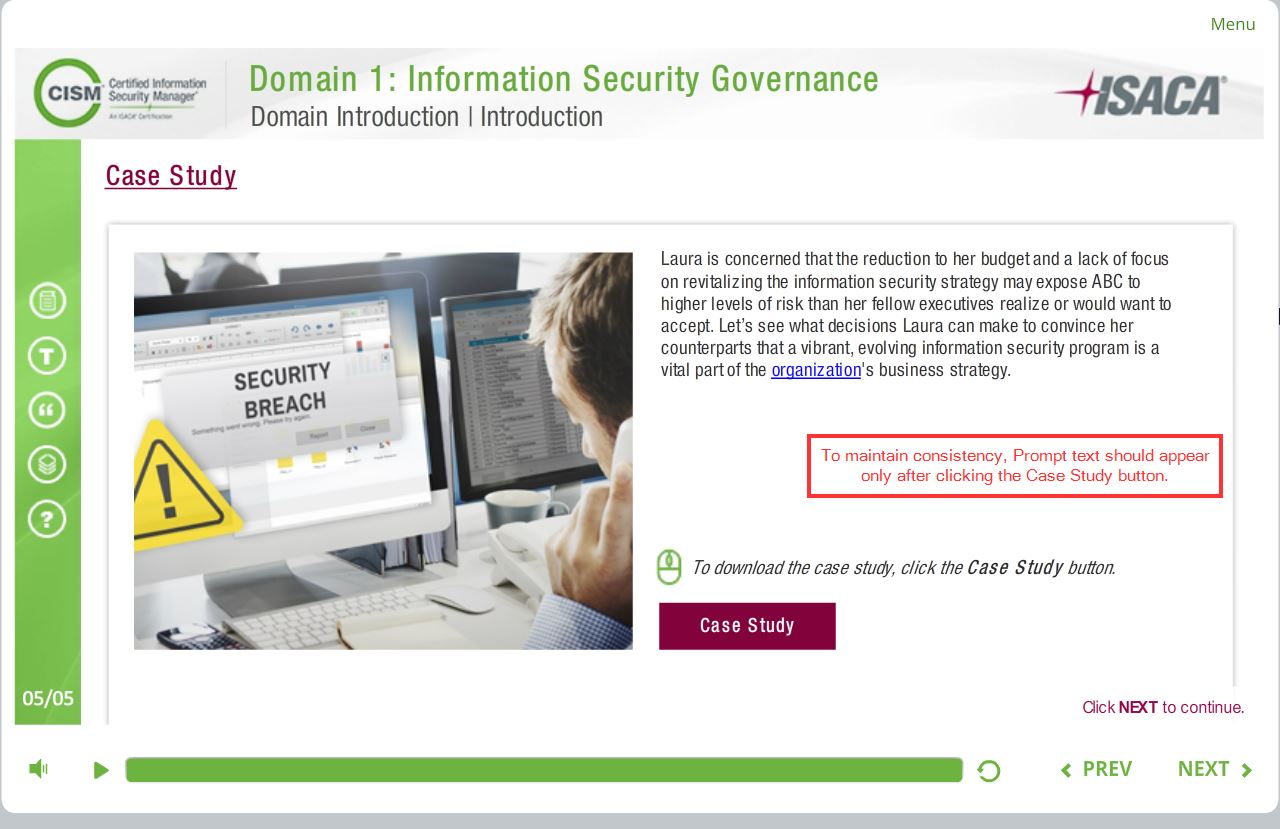 Menu
CISM
Certified Information
Security Manager®
An ISACA® Certification
Domain 1: Information Security Governance
Domain Introduction | Introduction
ISACA®
Case Study
SECURITY
BREACH
Something went wrong. Please try again.
Report
Close
Laura is concerned that the reduction to her budget and a lack of focus
on revitalizing the information security strategy may expose ABC to
higher levels of risk than her fellow executives realize or would want to
accept. Let's see what decisions Laura can make to convince her
counterparts that a vibrant, evolving information security program is a
vital part of the organization's business strategy.
To maintain consistency, Prompt text should appear
only after clicking the Case Study button.
To download the case study, click the Case Study button.
Case Study
T
“
?
05/05
Click NEXT to continue.
PREV
NEXT